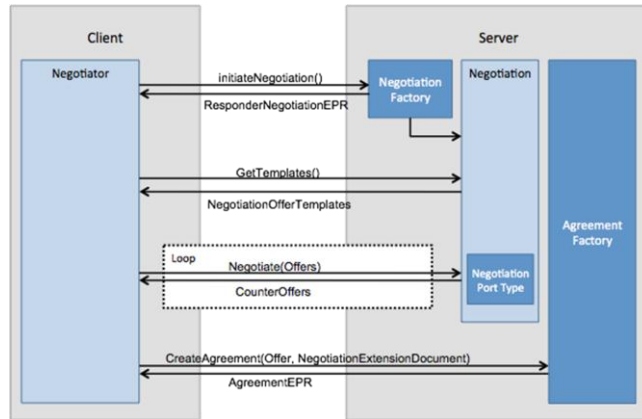 Client
Server
Negotiator
Negotiation
initiateNegotiation()
ResponderNegotiationEPR
Negotiation
Factory
GetTemplates()
NegotiationOfferTemplates
Agreement
Factory
Loop
Negotiate(Offers)
CounterOffers
Negotiation
Port Type
CreateAgreement(Offer, NegotiationExtensionDocument)
AgreementEPR